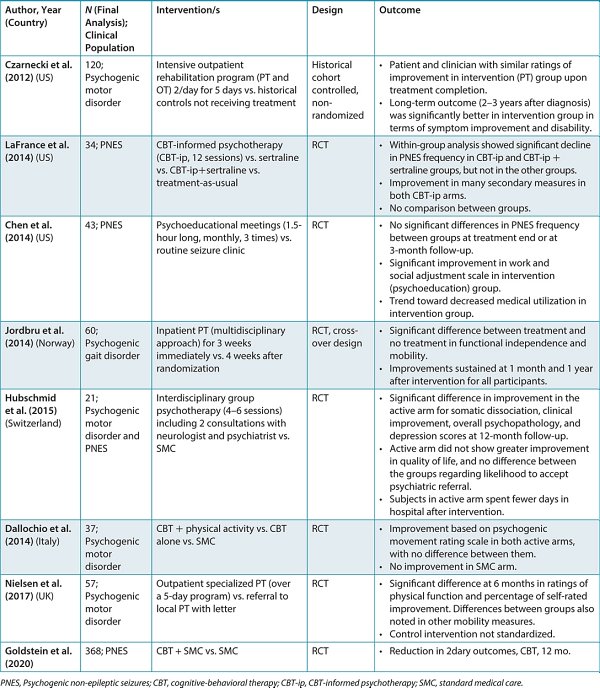 Author, Year
(Country)
N (Final
Analysis);
Clinical
Population
Intervention/s
Design
Outcome
Czarnecki et al.
(2012) (US)
120;
Psychogenic
motor
disorder
Intensive outpatient
rehabilitation program (PT and
OT) 2/day for 5 days vs. historical
controls not receiving treatment
Historical
cohort
controlled,
non-
randomized
• Patient and clinician with similar ratings of
improvement in intervention (PT) group upon
treatment completion.
• Long-term outcome (2–3 years after diagnosis)
was significantly better in intervention group in
terms of symptom improvement and disability.
LaFrance et al.
(2014) (US)
34; PNES
CBT-informed psychotherapy
(CBT-ip, 12 sessions) vs. sertraline
vs. CBT-ip+sertraline vs.
treatment-as-usual
RCT
• Within-group analysis showed significant decline
in PNES frequency in CBT-ip and CBT-ip +
sertraline groups, but not in the other groups.
• Improvement in many secondary measures in
both CBT-ip arms.
• No comparison between groups.
Chen et al.
(2014) (US)
43; PNES
Psychoeducational meetings (1.5-
hour long, monthly, 3 times) vs.
routine seizure clinic
RCT
• No significant differences in PNES frequency
between groups at treatment end or at
3-month follow-up.
• Significant improvement in work and
social adjustment scale in intervention
(psychoeducation) group.
• Trend toward decreased medical utilization in
intervention group.
Jordbru et al.
(2014) (Norway)
60;
Psychogenic
gait disorder
Inpatient PT (multidisciplinary
approach) for 3 weeks
immediately vs. 4 weeks after
randomization
RCT, cross-
over design
• Significant difference between treatment and
no treatment in functional independence and
mobility.
• Improvements sustained at 1 month and 1 year
after intervention for all participants.
Hubschmid
et al. (2015)
(Switzerland)
21;
Psychogenic
motor
disorder and
PNES
Interdisciplinary group
psychotherapy (4–6 sessions)
including 2 consultations with
neurologist and psychiatrist vs.
SMC
RCT
• Significant difference in improvement in the
active arm for somatic dissociation, clinical
improvement, overall psychopathology, and
depression scores at 12-month follow-up.
• Active arm did not show greater improvement
in quality of life, and no difference between
the groups regarding likelihood to accept
psychiatric referral.
• Subjects in active arm spent fewer days in
hospital after intervention.
Dallochio et al.
(2014) (Italy)
37;
Psychogenic
motor
disorder
CBT + physical activity vs. CBT
alone vs. SMC
RCT
• Improvement based on psychogenic
movement rating scale in both active arms,
with no difference between them.
• No improvement in SMC arm.
Nielsen et al.
(2017) (UK)
57;
Psychogenic
motor
disorder
Outpatient specialized PT (over
a 5-day program) vs. referral to
local PT with letter
RCT
• Significant difference at 6 months in ratings of
physical function and percentage of self-rated
improvement. Differences between groups also
noted in other mobility measures.
• Control intervention not standardized.
Goldstein et al.
(2020)
368; PNES
CBT + SMC vs. SMC
RCT
• Reduction in 2dary outcomes, CBT, 12 mo.
PNES, Psychogenic non-epileptic seizures; CBT, cognitive-behavioral therapy; CBT-ip, CBT-informed psychotherapy; SMC, standard medical care.